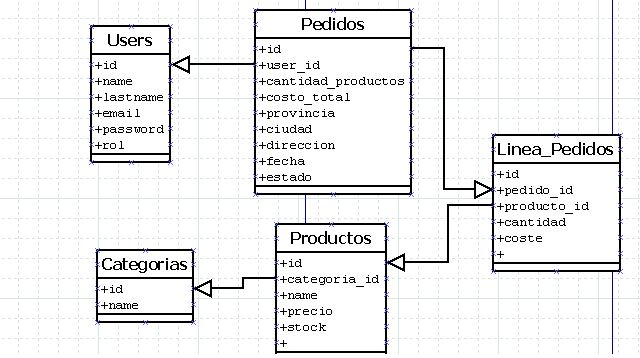 Users
+id
+name
+lastname
+email
+password
+rol
Pedidos
+id
+user_id
+cantidad_productos
+costo_total
+provincia
+ciudad
+direccion
+fecha
+estado
Linea_Pedidos
+id
+pedido_id
+producto_id
+cantidad
+coste
+
Categorias
+id
+name
Productos
+id
+categoria_id
+name
+precio
+stock
+